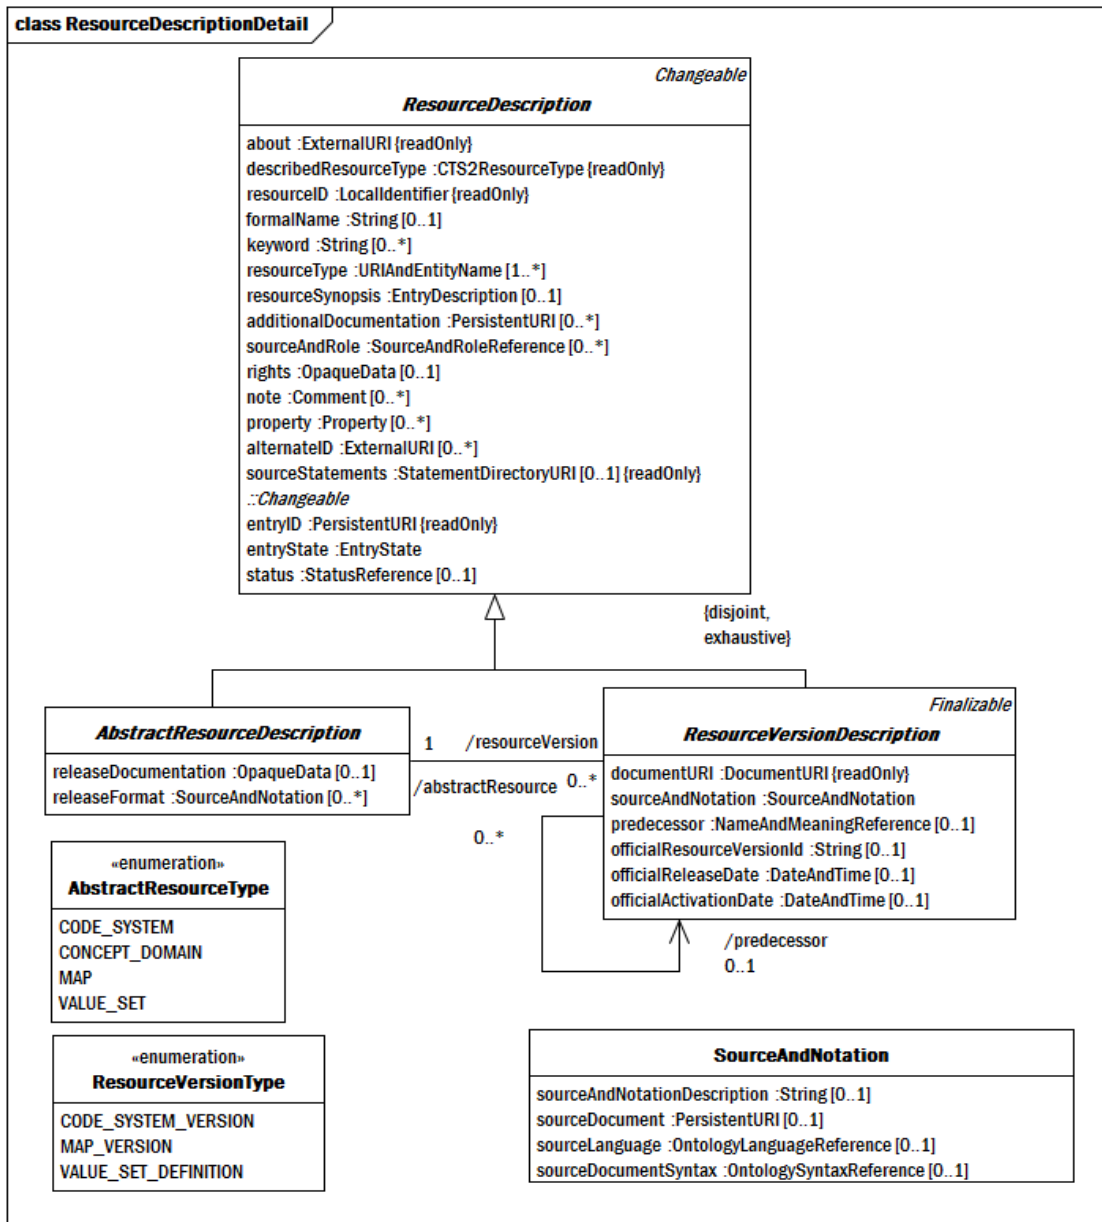 class ResourceDescriptionDetail
Changeable
ResourceDescription
about :ExternalURI {readOnly}
describedResourceType :CTS2ResourceType {readOnly}
resourceID :LocalIdentifier {readOnly}
formalName :String [0..1]
keyword :String [0..*]
resourceType :URIAndEntityName [1..*]
resourceSynopsis :EntryDescription [0..1]
additionalDocumentation :PersistentURI [0..*]
sourceAndRole :SourceAndRoleReference [0..*]
rights :OpaqueData [0..1]
note :Comment [0..*]
property :Property [0..*]
alternateID :ExternalURI [0..*]
sourceStatements :StatementDirectoryURI [0..1] {readOnly}
::Changeable
entryID :PersistentURI {readOnly}
entryState :EntryState
status :StatusReference [0..1]
{disjoint,
exhaustive}
AbstractResourceDescription
releaseDocumentation :OpaqueData [0..1]
releaseFormat :SourceAndNotation [0..*]
1 /resourceVersion
/abstractResource 0..*
0..*
Finalizable
ResourceVersionDescription
documentURI :DocumentURI {readOnly}
sourceAndNotation :SourceAndNotation
predecessor :NameAndMeaningReference [0..1]
officialResourceVersionId :String [0..1]
officialReleaseDate :DateAndTime [0..1]
officialActivationDate :DateAndTime [0..1]
/predecessor
0..1
«enumeration»
AbstractResourceType
CODE_SYSTEM
CONCEPT_DOMAIN
MAP
VALUE_SET
«enumeration»
ResourceVersionType
CODE_SYSTEM_VERSION
MAP_VERSION
VALUE_SET_DEFINITION
SourceAndNotation
sourceAndNotationDescription :String [0..1]
sourceDocument :PersistentURI [0..1]
sourceLanguage :OntologyLanguageReference [0..1]
sourceDocumentSyntax :OntologySyntaxReference [0..1]